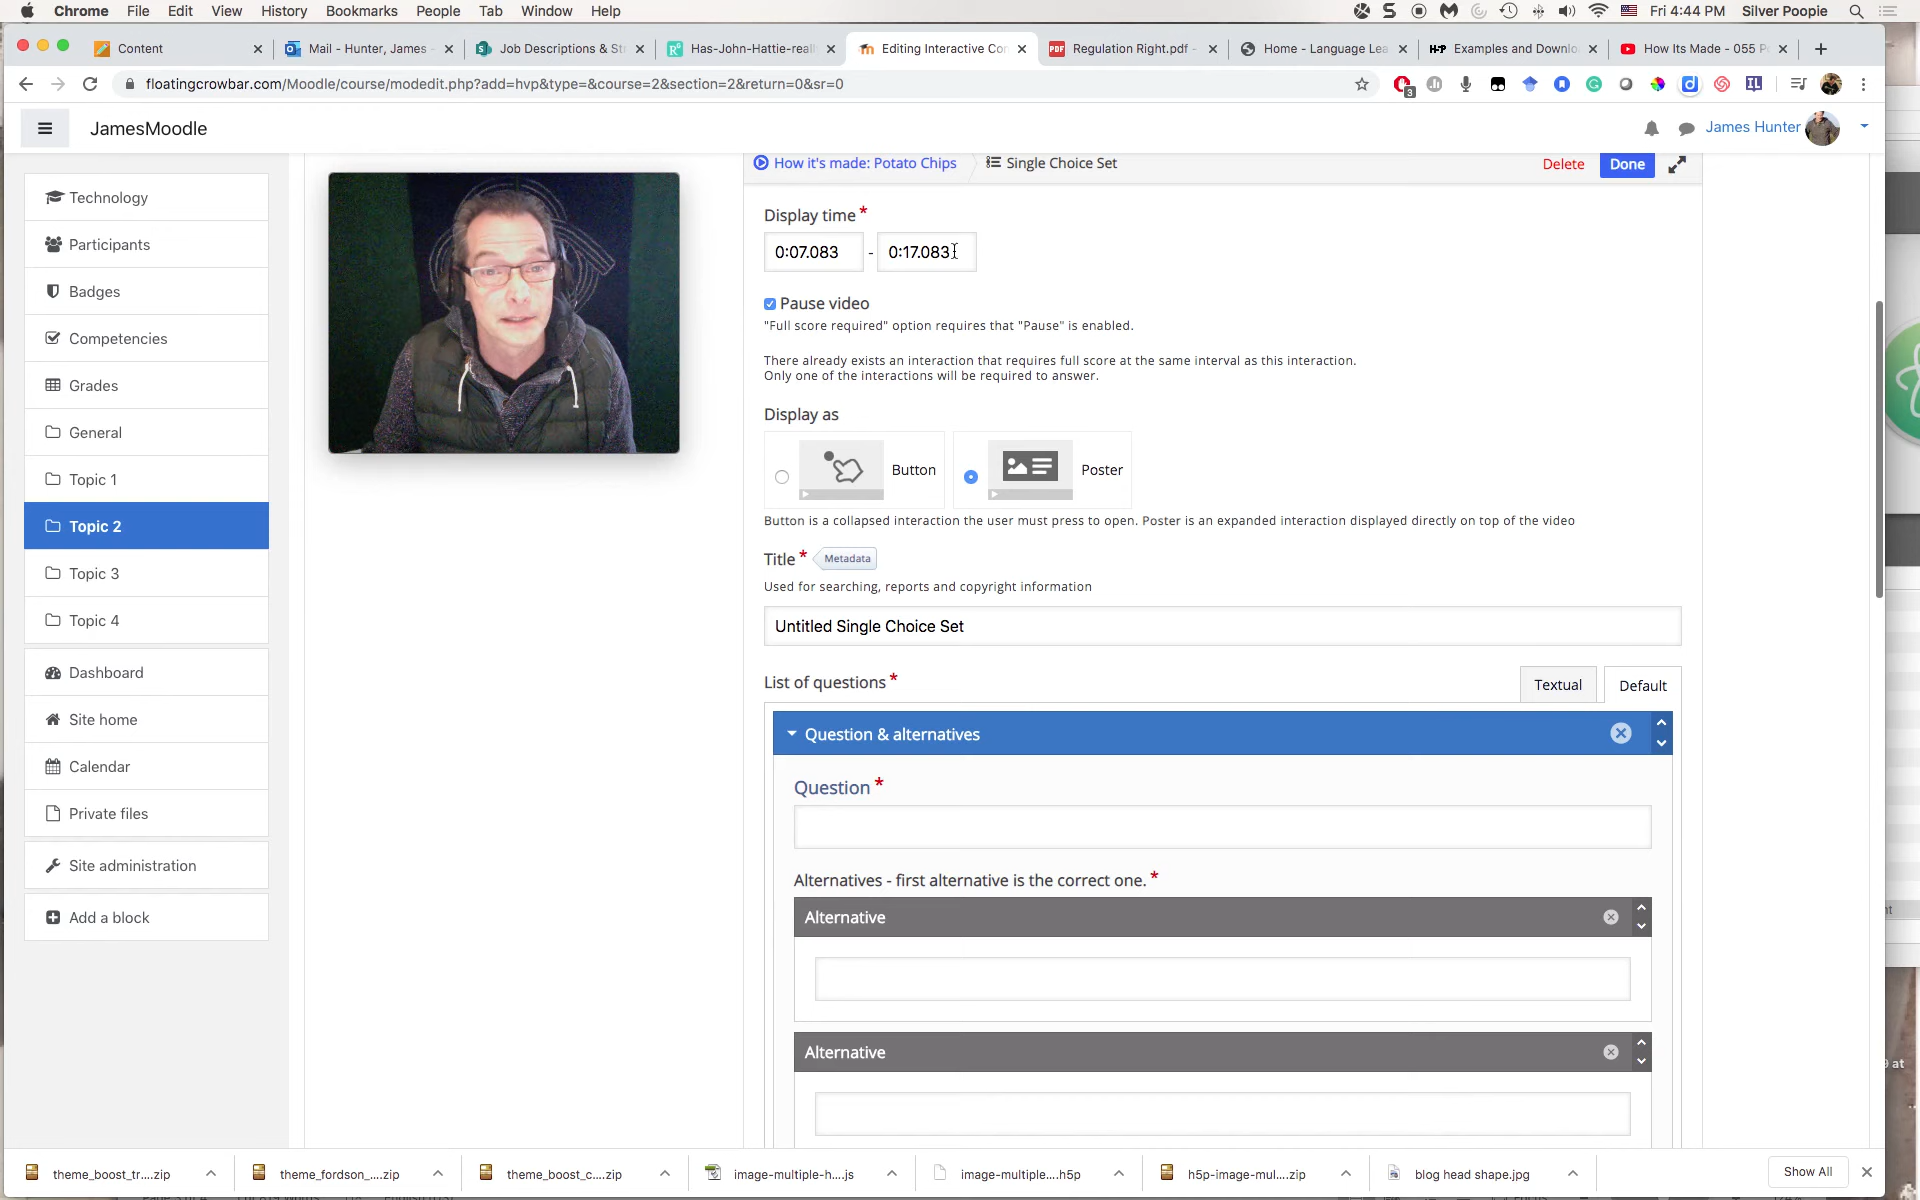 Chrome File Edit View History Bookmarks People Tab Window Help
Fri 4:44 PM Silver Poopie
Content
Mail - Hunter, James -
Job Descriptions & St
Has-John-Hattie-reall
Editing Interactive Co
Regulation Right.pdf -
Home - Language Lea
Examples and Downlo
How Its Made - 055 P
floatingcrowbar.com/Moodle/course/modedit.php?add=hvp&type=&course=2&section=2&return=0&sr=0
3
JamesMoodle
James Hunter
Technology
Participants
Badges
Competencies
Grades
General
Topic 1
Topic 2
Topic 3
Topic 4
Dashboard
Site home
Calendar
Private files
Site administration
Add a block
How it's made: Potato Chips
Single Choice Set
Delete
Done
Display time *
0:07.083 - 0:17.083
Pause video
"Full score required" option requires that "Pause" is enabled.
There already exists an interaction that requires full score at the same interval as this interaction.
Only one of the interactions will be required to answer.
Display as
Button
Poster
Button is a collapsed interaction the user must press to open. Poster is an expanded interaction displayed directly on top of the video
Title * Metadata
Used for searching, reports and copyright information
Untitled Single Choice Set
List of questions *
Textual
Default
Question & alternatives
Question *
Alternatives - first alternative is the correct one. *
Alternative
Alternative
theme_boost_tr....zip
theme_fordson_....zip
theme_boost_c....zip
image-multiple-h....js
image-multiple....h5p
h5p-image-mul....zip
blog head shape.jpg
Show All